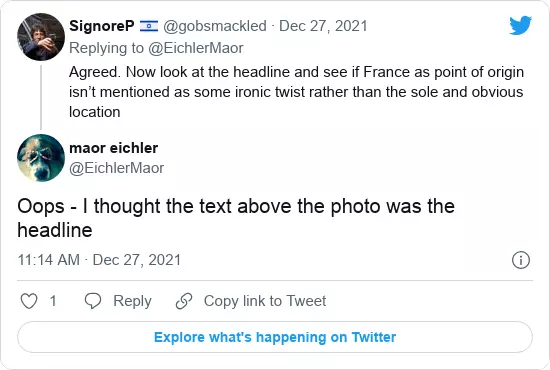 SignoreP 🇮🇱 @gobsmackled · Dec 27, 2021
Replying to @EichlerMaor
Agreed. Now look at the headline and see if France as point of origin
isn’t mentioned as some ironic twist rather than the sole and obvious
location
maor eichler
@EichlerMaor
Oops - I thought the text above the photo was the
headline
11:14 AM · Dec 27, 2021
1 Reply Copy link to Tweet
Explore what's happening on Twitter